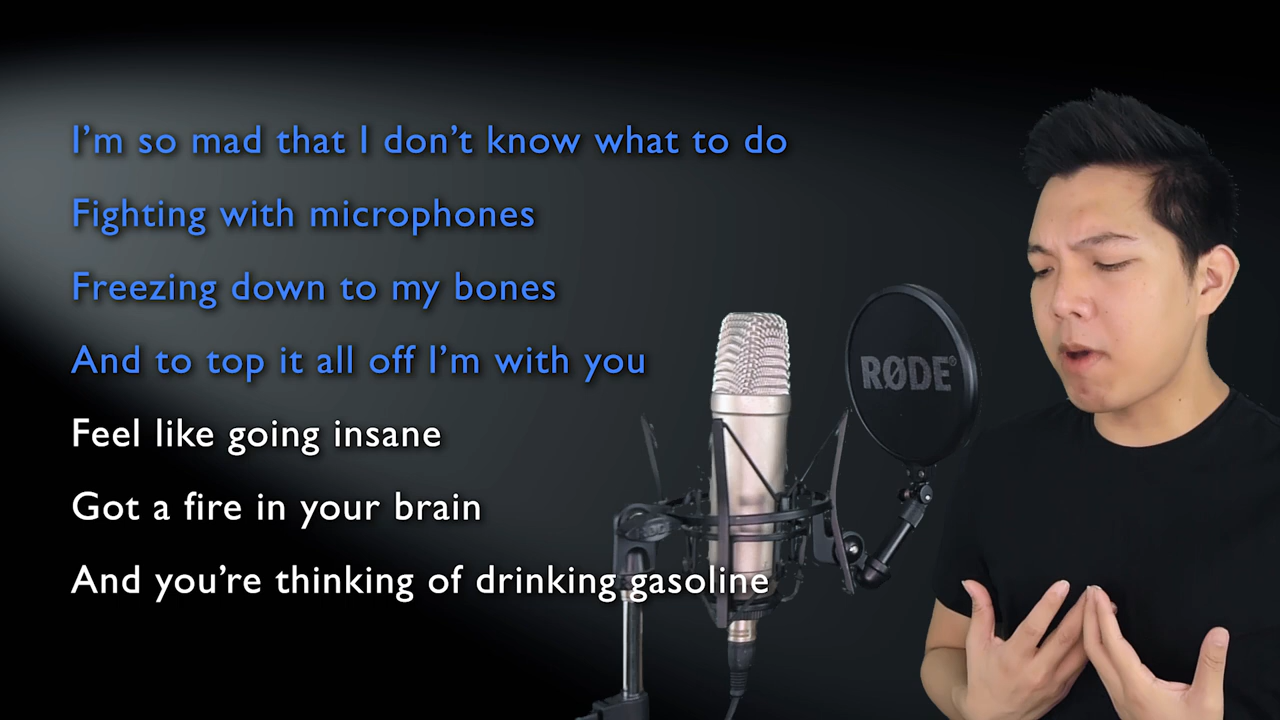 I'm so mad that I don't know what to do
Fighting with microphones
Freezing down to my bones
And to top it all off I'm with you
Feel like going insane
Got a fire in your brain
And you're thinking of drinking gasoline
RØDE®